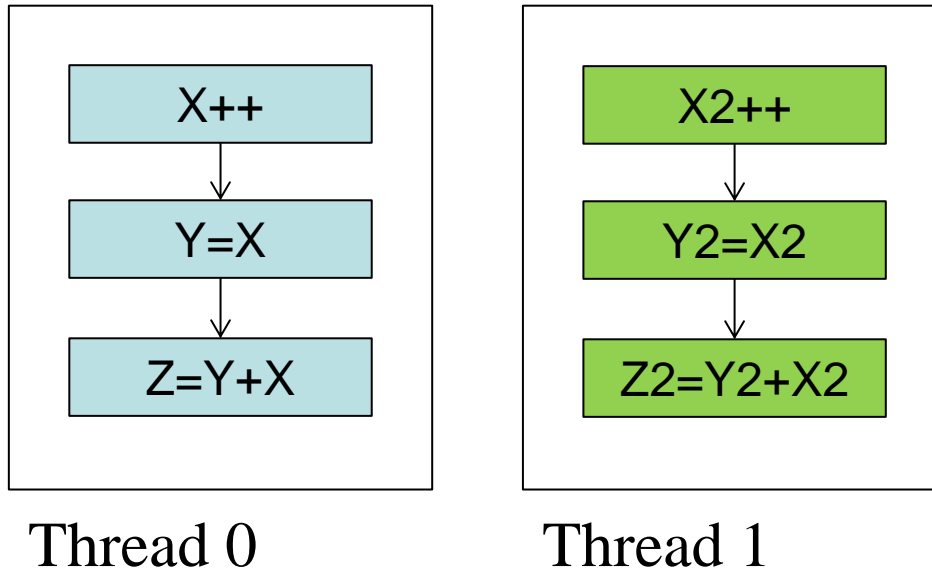 X++
Y=X
Z=Y+X
Thread 0
X2++
Y2=X2
Z2=Y2+X2
Thread 1